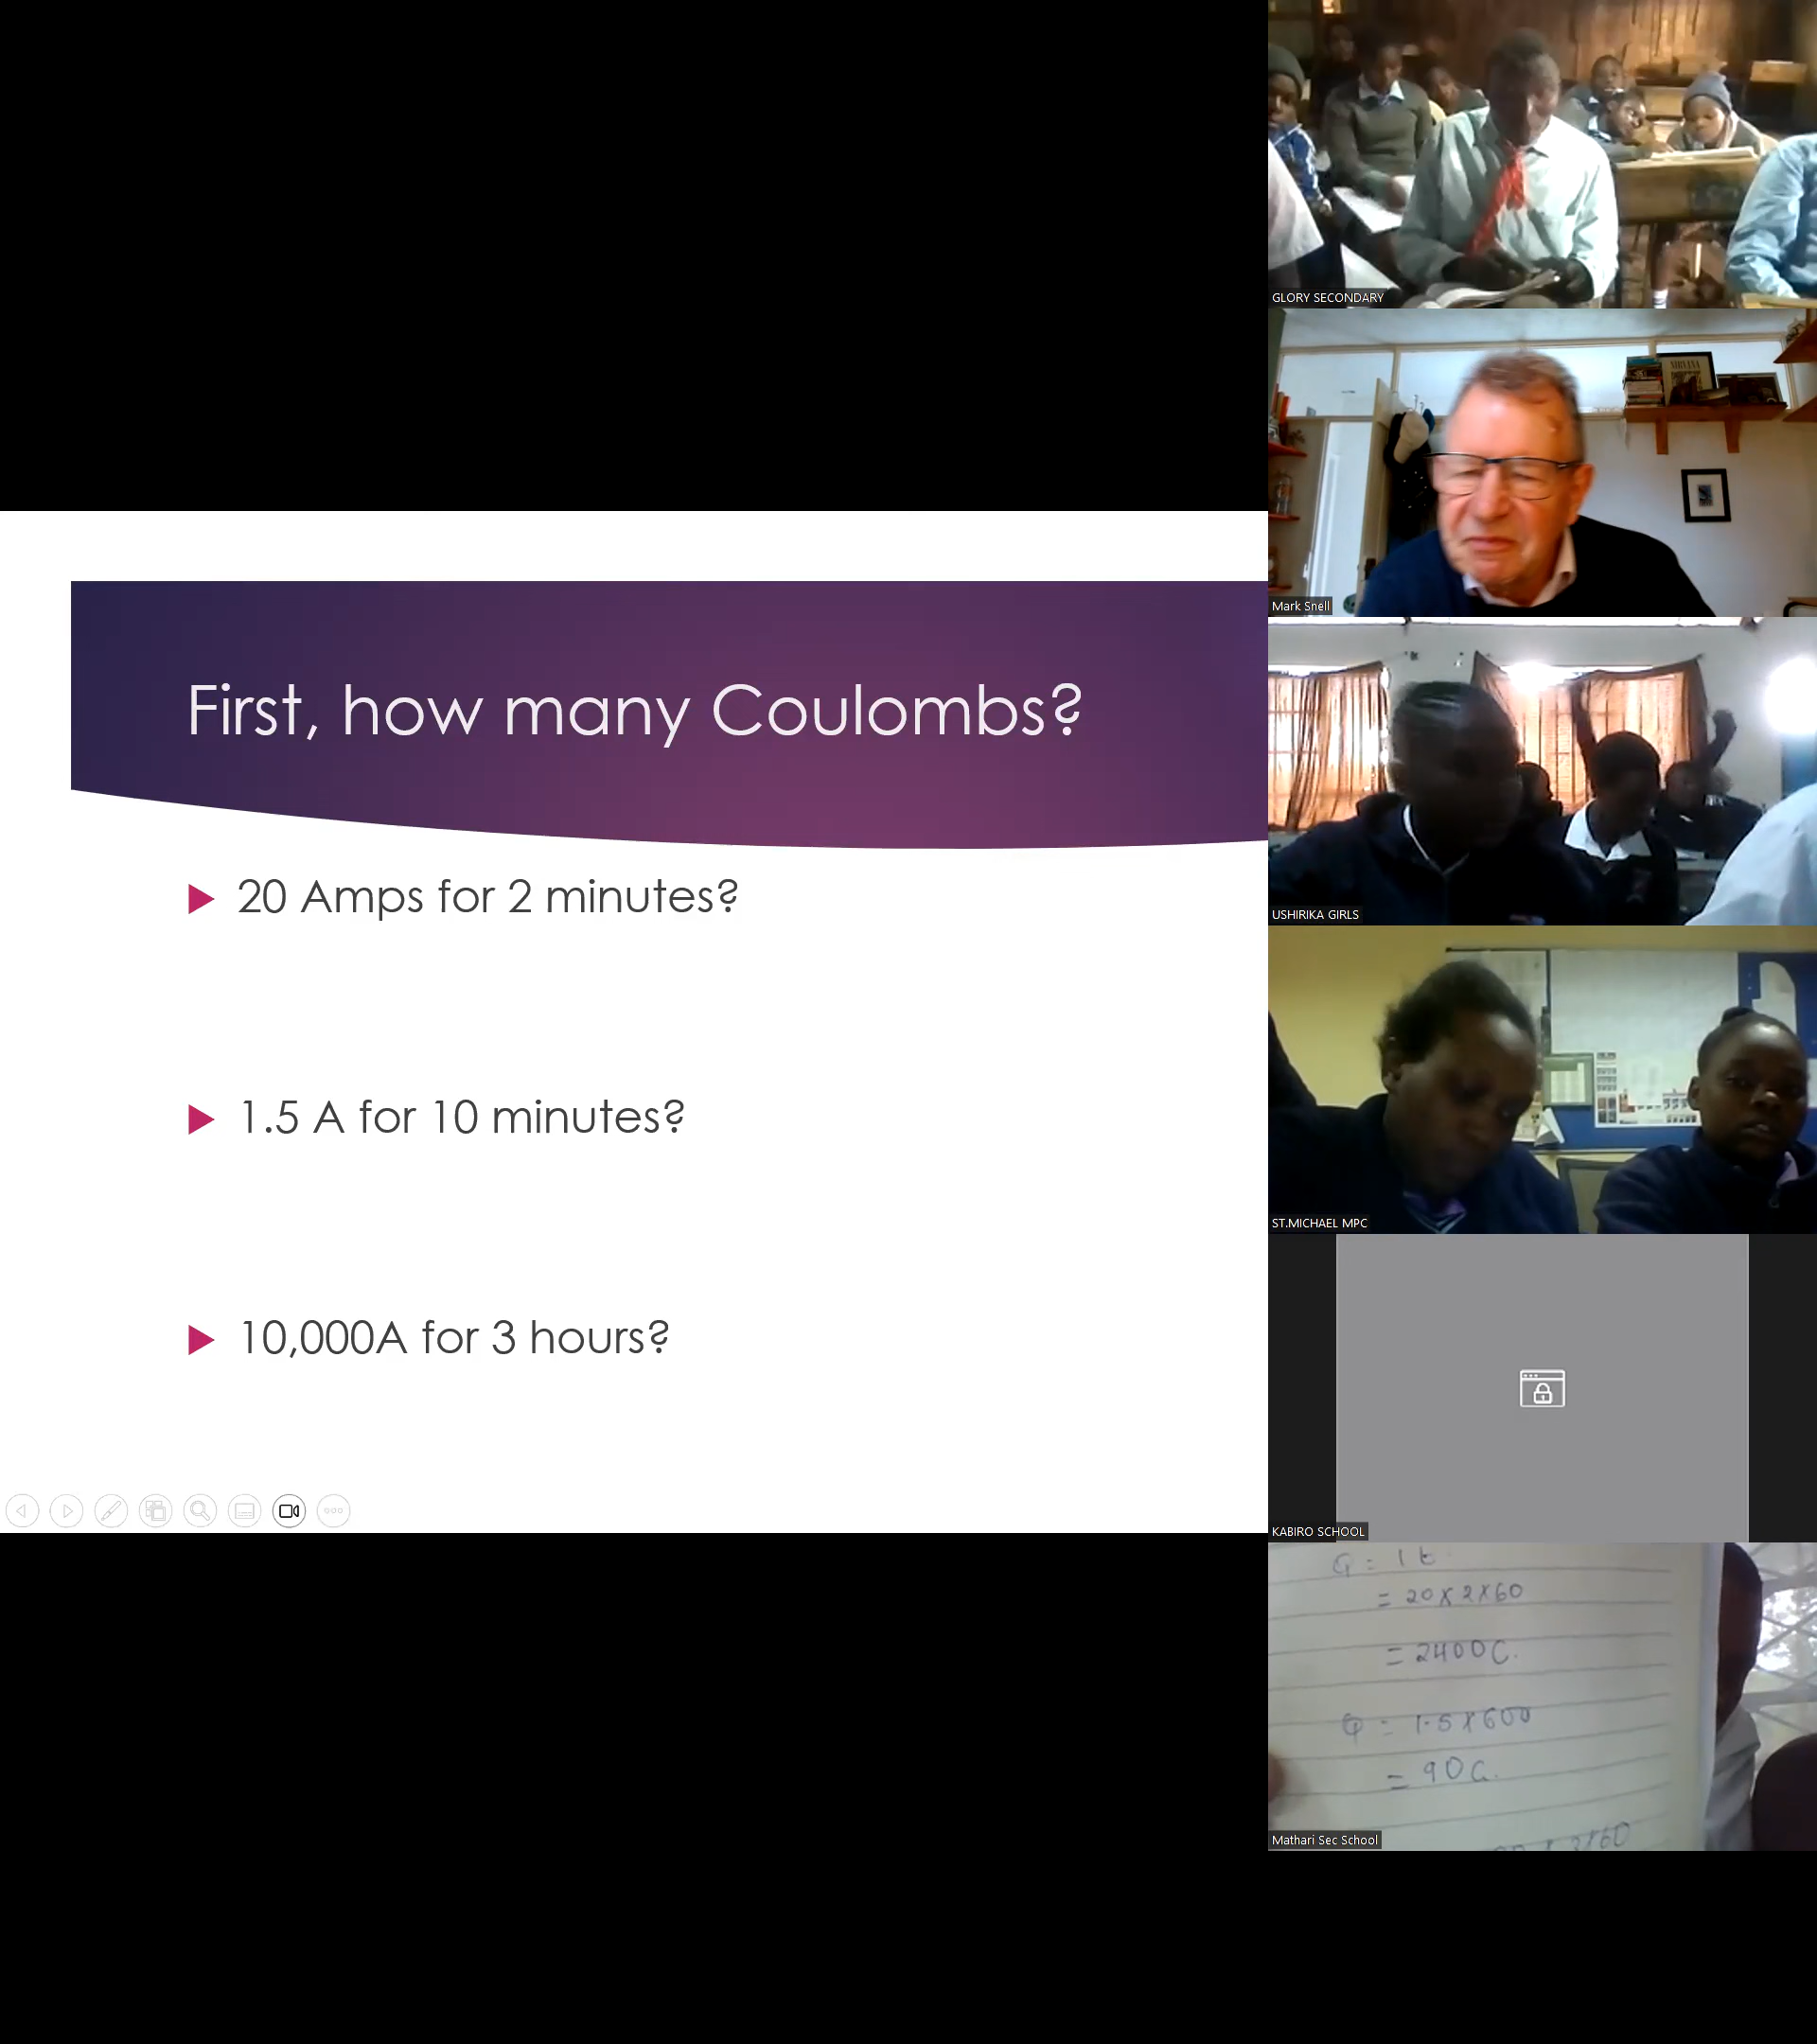 First, how many Coulombs?
20 Amps for 2 minutes?
1.5 A for 10 minutes?
10,000A for 3 hours?
GLORY SECONDARY
NIRVANA
Mark Snell
USHIRIKA GIRLS
ST.MICHAEL MPC
KABIRO SCHOOL
Q = I t
= 20 x 2 x 60
= 2400C.
Q = 1.5 x 600
= 90C.
Mathari Sec School